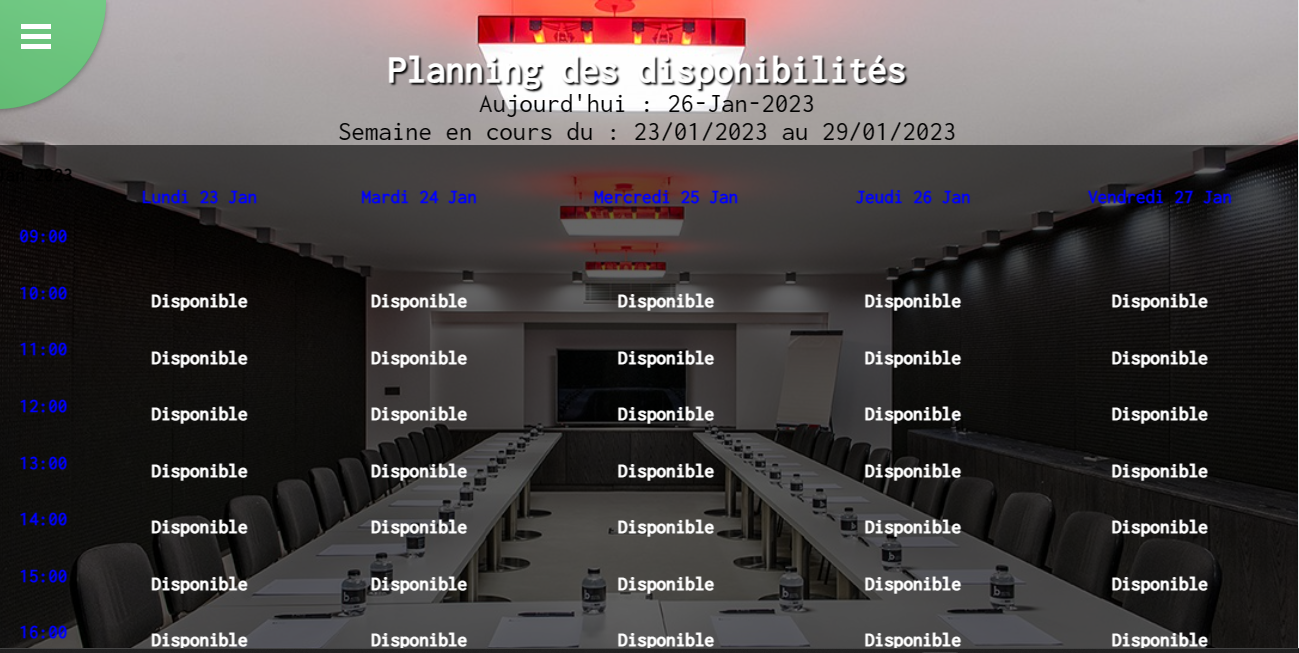 Planning des disponibilités
Aujourd'hui : 26-Jan-2023
Semaine en cours du : 23/01/2023 au 29/01/2023
2023
Lundi 23 Jan Mardi 24 Jan Mercredi 25 Jan Jeudi 26 Jan Vendredi 27 Jan
09:00
10:00 Disponible Disponible Disponible Disponible Disponible
11:00 Disponible Disponible Disponible Disponible Disponible
12:00 Disponible Disponible Disponible Disponible Disponible
13:00 Disponible Disponible Disponible Disponible Disponible
14:00 Disponible Disponible Disponible Disponible Disponible
15:00 Disponible Disponible Disponible Disponible Disponible
16:00 Disponible Disponible Disponible Disponible Disponible